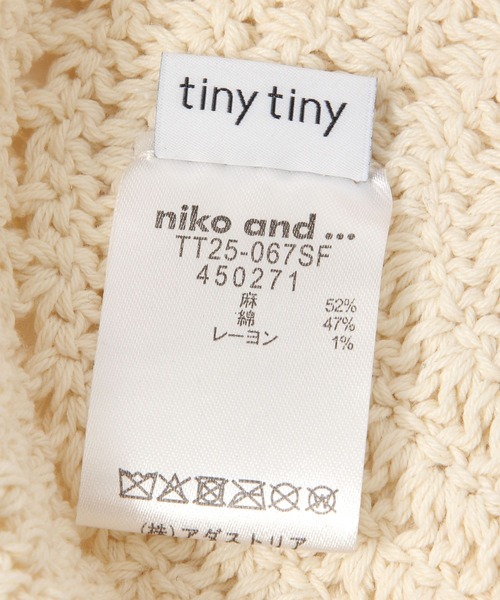 tiny tiny
niko and ...
TT25-067SF
450271
麻 52%
綿 47%
レーヨン 1%
(株)アダストリア